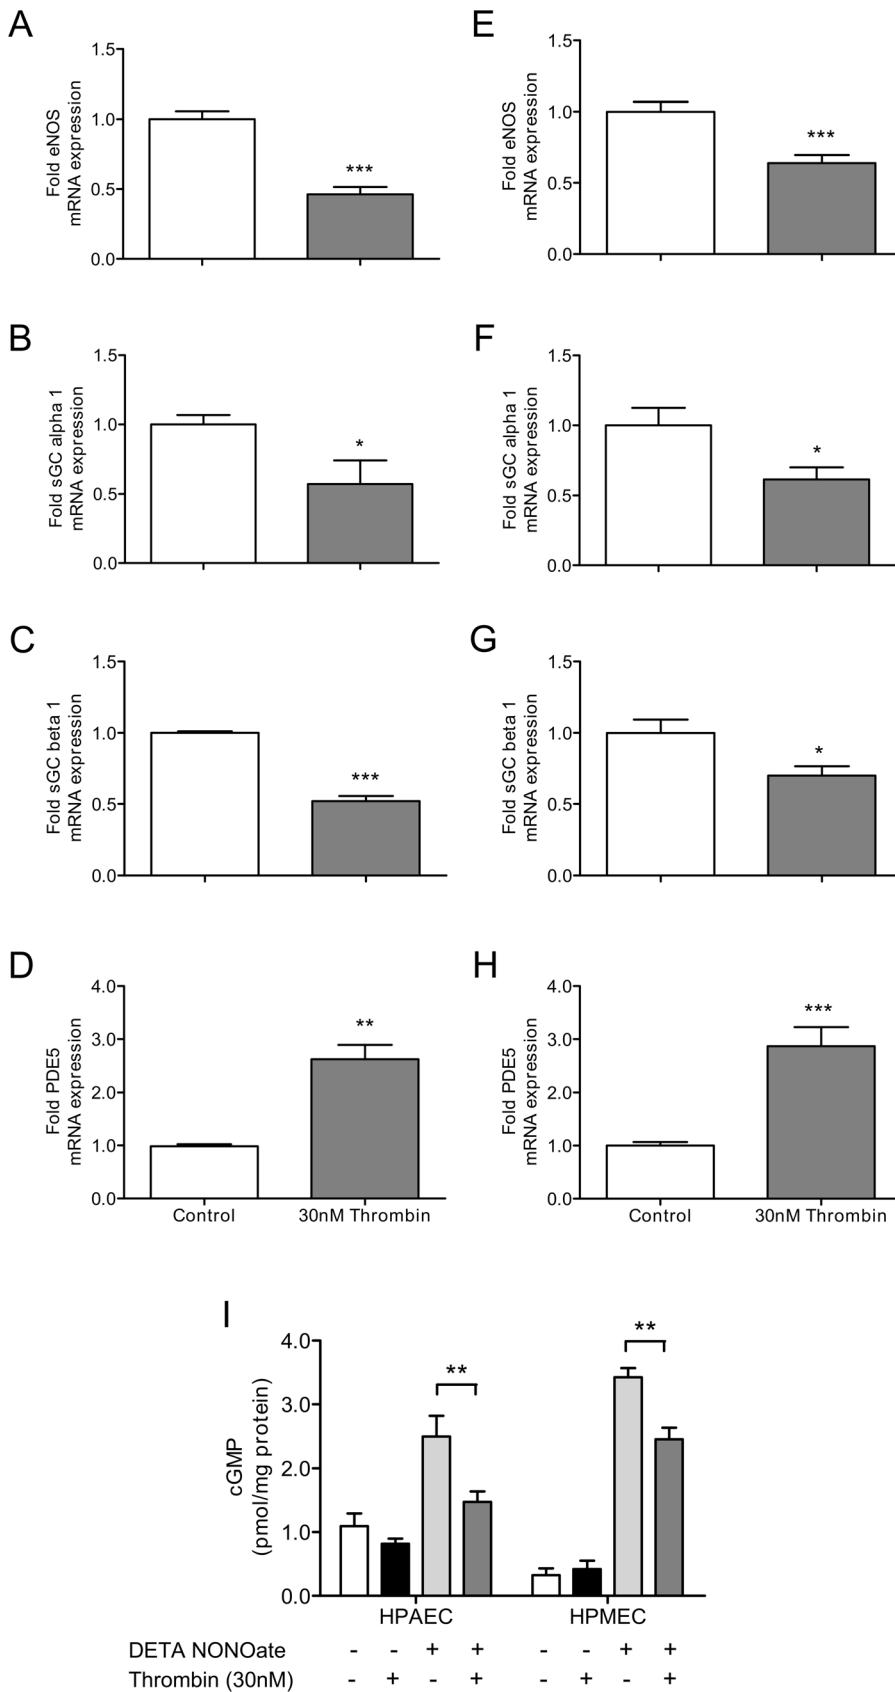 A
Fold eNOS
mRNA expression
1.5
1.0
0.5
0.0
***
E
Fold eNOS
mRNA expression
1.5
1.0
0.5
0.0
***
B
Fold sGC alpha 1
mRNA expression
1.5
1.0
0.5
0.0
*
F
Fold sGC alpha 1
mRNA expression
1.5
1.0
0.5
0.0
*
C
Fold sGC beta 1
mRNA expression
1.5
1.0
0.5
0.0
***
G
Fold sGC beta 1
mRNA expression
1.5
1.0
0.5
0.0
*
D
Fold PDE5
mRNA expression
4.0
3.0
2.0
1.0
0.0
**
Control 30nM Thrombin
H
Fold PDE5
mRNA expression
4.0
3.0
2.0
1.0
0.0
***
Control 30nM Thrombin
I
cGMP
(pmol/mg protein)
4.0
3.0
2.0
1.0
0.0
**
**
HPAEC HPMEC
DETA NONOate - - + + - - + +
Thrombin (30nM) - + - + - + - +